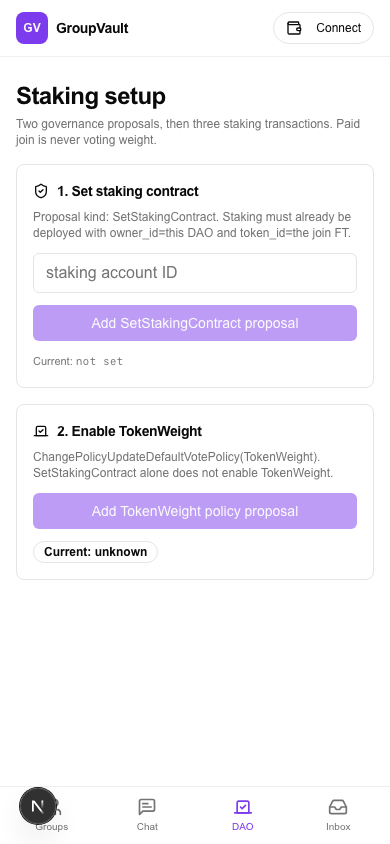 GV GroupVault Connect
Staking setup
Two governance proposals, then three staking transactions. Paid
join is never voting weight.
1. Set staking contract
Proposal kind: SetStakingContract. Staking must already be
deployed with owner_id=this DAO and token_id=the join FT.
staking account ID
Add SetStakingContract proposal
Current: not set
2. Enable TokenWeight
ChangePolicyUpdateDefaultVotePolicy(TokenWeight).
SetStakingContract alone does not enable TokenWeight.
Add TokenWeight policy proposal
Current: unknown
N
Groups Chat DAO Inbox